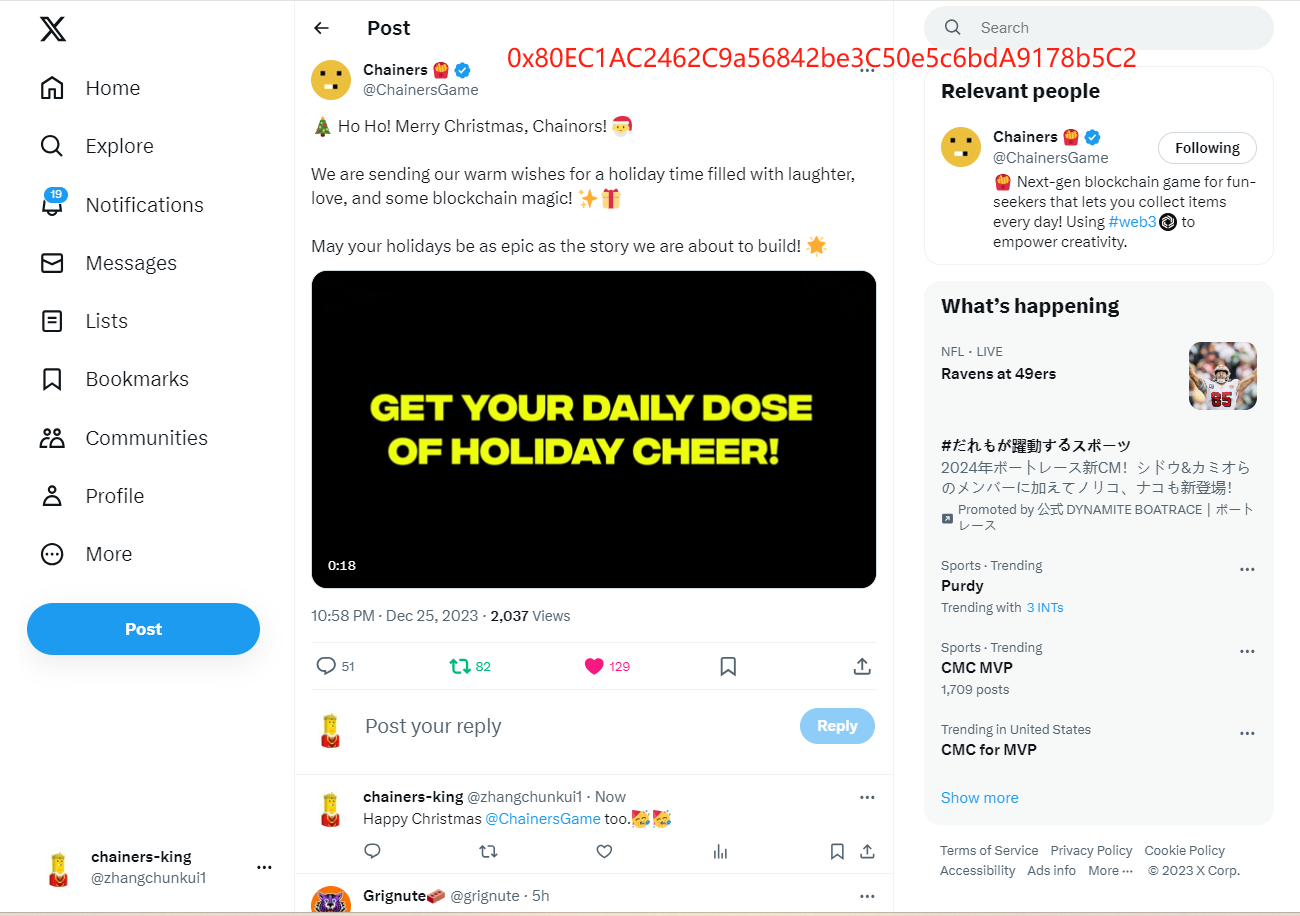 Home
Explore
19
Notifications
Messages
Lists
Bookmarks
Communities
Profile
More
Post
chainers-king
@zhangchunkui1
Post
0x80EC1AC2462C9a56842be3C50e5c6bdA9178b5C2
Chainers 🍟
@ChainersGame
🎄 Ho Ho! Merry Christmas, Chainors! 🎅
We are sending our warm wishes for a holiday time filled with laughter,
love, and some blockchain magic! ✨🎁
May your holidays be as epic as the story we are about to build! 🌟
GET YOUR DAILY DOSE
OF HOLIDAY CHEER!
0:18
10:58 PM · Dec 25, 2023 · 2,037 Views
51 82 129
Post your reply
Reply
chainers-king @zhangchunkui1 · Now
Happy Christmas @ChainersGame too.🥳🥳
Grignute @grignute · 5h
Search
Relevant people
Chainers 🍟
@ChainersGame
Following
🍟 Next-gen blockchain game for fun-
seekers that lets you collect items
every day! Using #web3 to
empower creativity.
What's happening
NFL · LIVE
Ravens at 49ers
85
#だれもが躍動するスポーツ
2024年ボートレース新CM！シドウ&カミオら
のメンバーに加えてノリコ、ナコも新登場！
Promoted by 公式 DYNAMITE BOATRACE｜ボート
レース
Sports · Trending
Purdy
Trending with 3 INTs
Sports · Trending
CMC MVP
1,709 posts
Trending in United States
CMC for MVP
Show more
Terms of Service Privacy Policy Cookie Policy
Accessibility Ads info More ··· © 2023 X Corp.